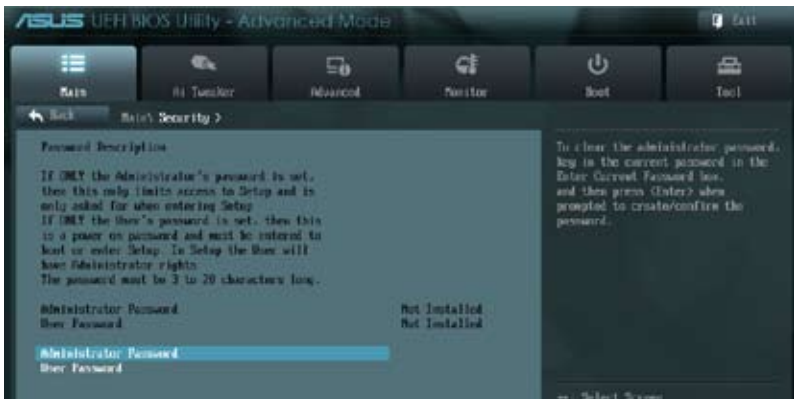 ASUS UEFI BIOS Utility - Advanced Mode
Exit
Main
Ai Tweaker
Advanced
Monitor
Boot
Tool
Back
Main\ Security >
Password Description
If ONLY the Administrator's password is set,
then this only limits access to Setup and is
only asked for when entering Setup
If ONLY the User's password is set, then this
is a power on password and must be entered to
boot or enter Setup. In Setup the User will
have Administrator rights
The password must be 3 to 20 characters long.
Administrator Password Not Installed
User Password Not Installed
Administrator Password
User Password
To clear the administrator password,
key in the current password in the
Enter Current Password box,
and then press <Enter> when
prompted to create/confirm the
password.
Select Screen